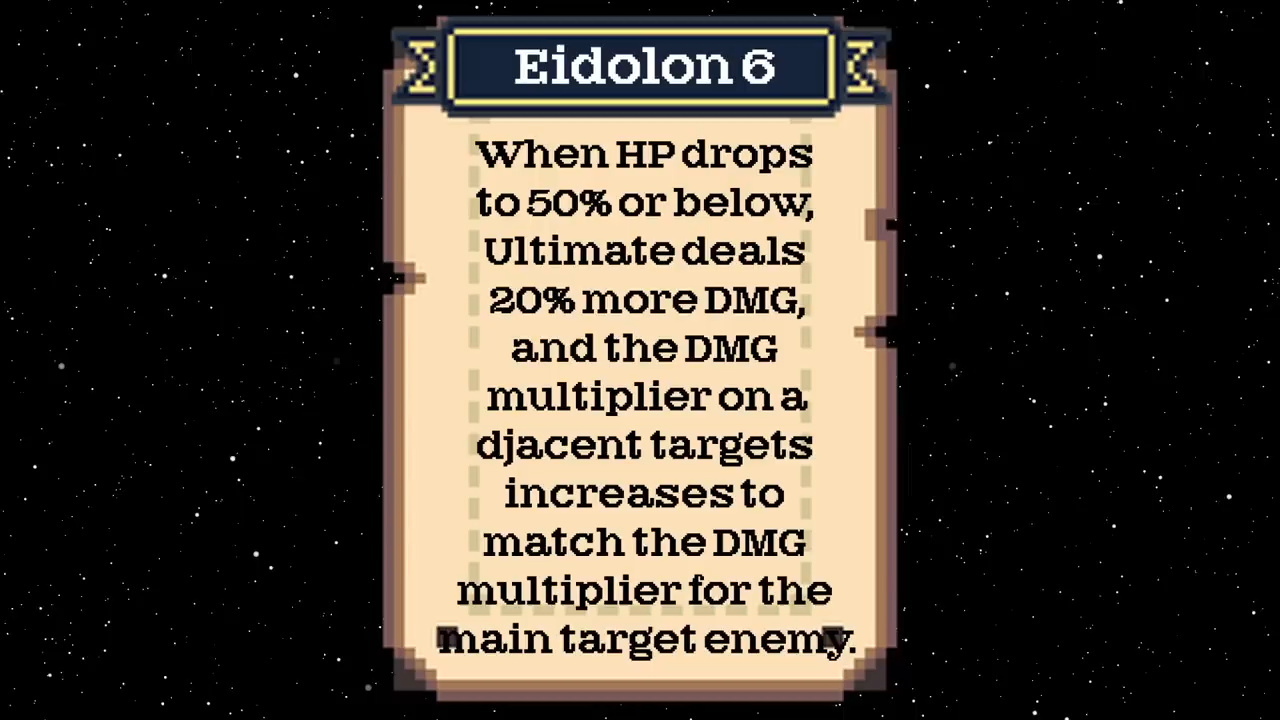 Eidolon 6
When HP drops
to 50% or below,
Ultimate deals
20% more DMG,
and the DMG
multiplier on a
djacent targets
increases to
match the DMG
multiplier for the
main target enemy.